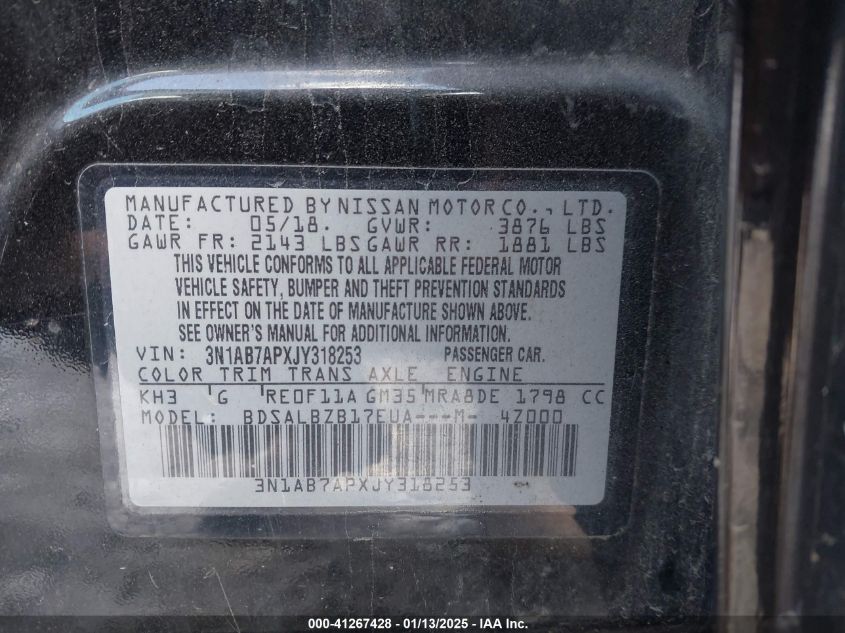 MANUFACTURED BY NISSAN MOTOR CO., LTD.
DATE: 05/18. GVWR: 3876 LBS
GAWR FR: 2143 LBS GAWR RR: 1881 LBS
THIS VEHICLE CONFORMS TO ALL APPLICABLE FEDERAL MOTOR
VEHICLE SAFETY, BUMPER AND THEFT PREVENTION STANDARDS
IN EFFECT ON THE DATE OF MANUFACTURE SHOWN ABOVE.
SEE OWNER'S MANUAL FOR ADDITIONAL INFORMATION.
VIN: 3N1AB7APXJY318253 PASSENGER CAR.
COLOR TRIM TRANS AXLE ENGINE
KH3 G RE0F11A GM35 MRA8DE 1798 CC
MODEL: BDSALBZB17EUA---M- 4Z000
3N1AB7APXJY318253
000-41267428 - 01/13/2025 - IAA Inc.